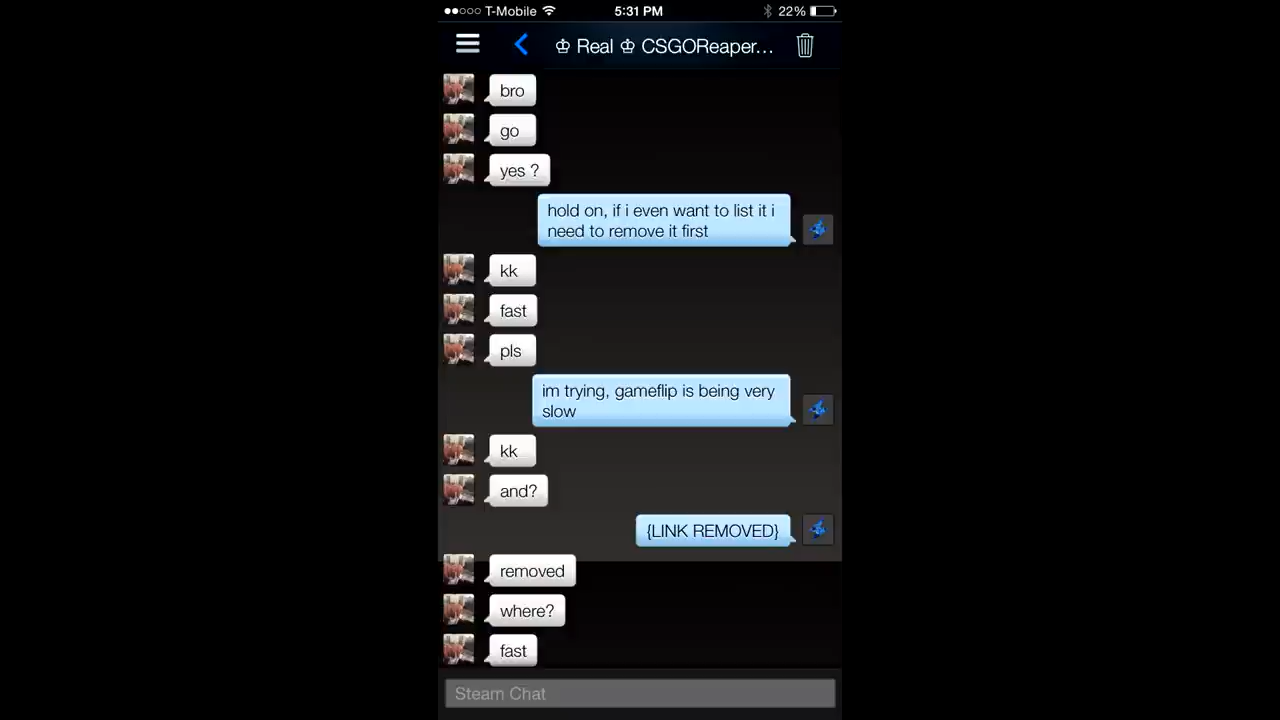 T-Mobile 5:31 PM 22%
♔ Real ♔ CSGOReaper...
bro
go
yes ?
hold on, if i even want to list it i
need to remove it first
kk
fast
pls
im trying, gameflip is being very
slow
kk
and?
{LINK REMOVED}
removed
where?
fast
Steam Chat